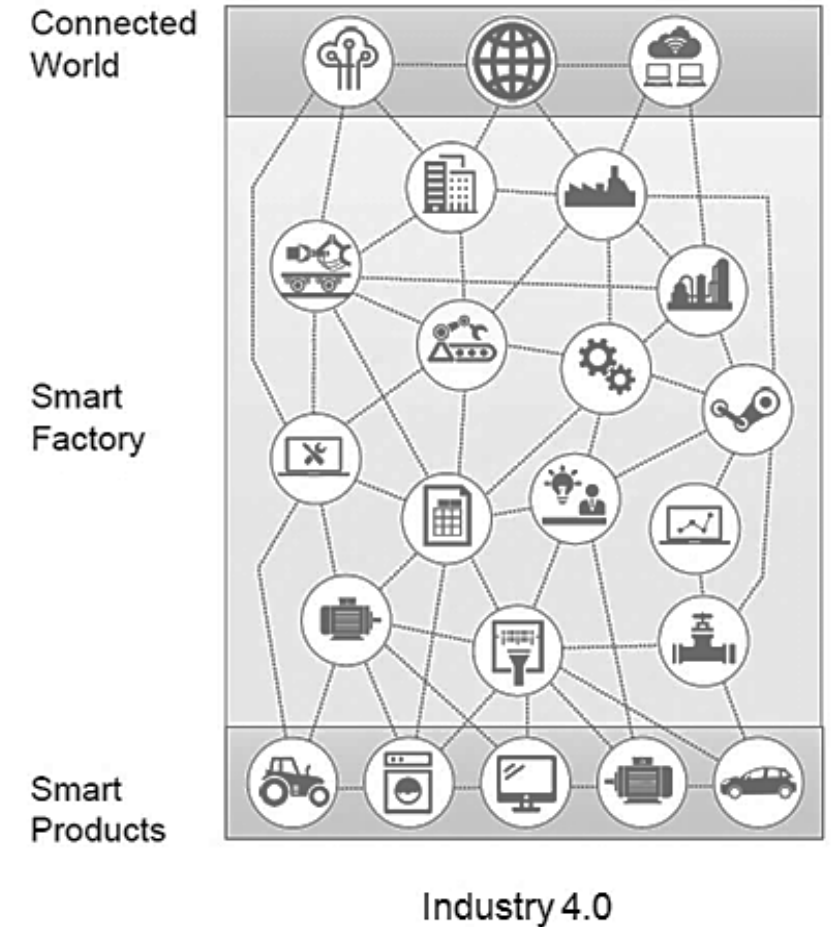 Connected
World
Smart
Factory
Smart
Products
Industry 4.0